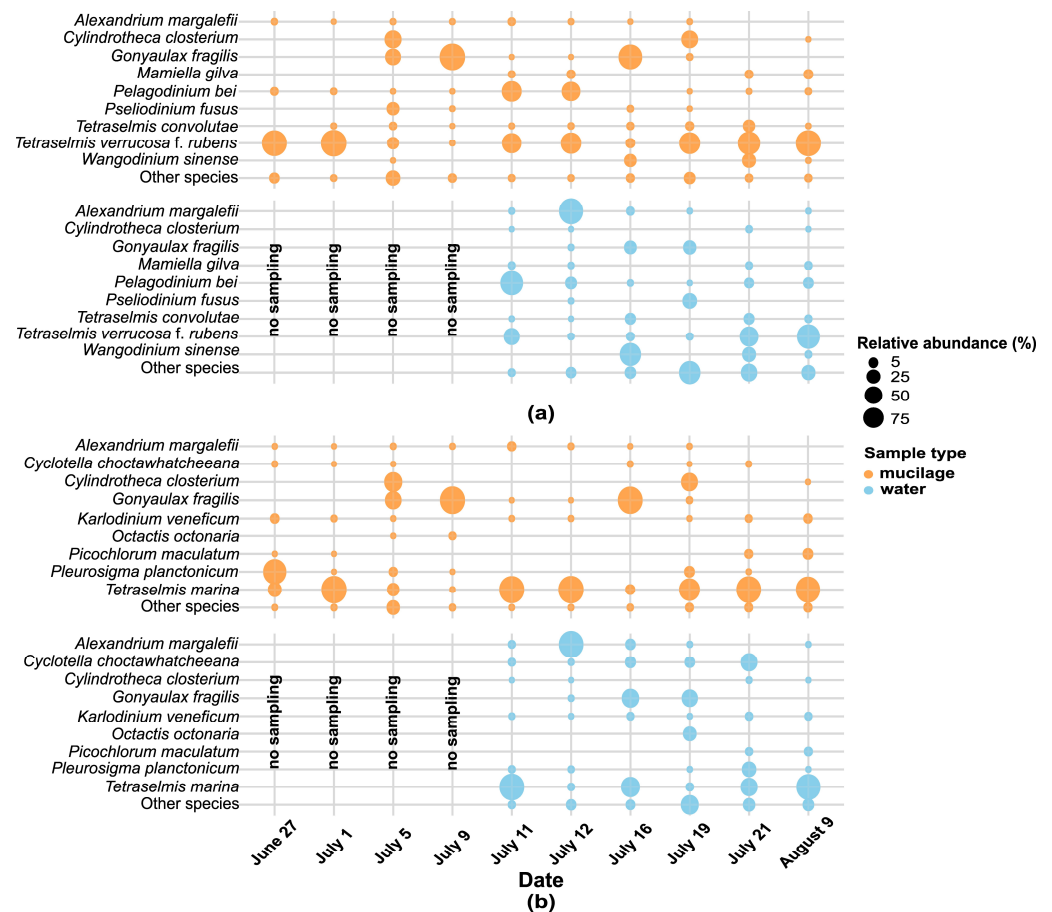 Alexandrium margalefii
Cylindrotheca closterium
Gonyaulax fragilis
Mamiella gilva
Pelagodinium bei
Pseliodinium fusus
Tetraselmis convolutae
Tetraselmis verrucosa f. rubens
Wangodinium sinense
Other species
Alexandrium margalefii
Cylindrotheca closterium
Gonyaulax fragilis
Mamiella gilva
Pelagodinium bei
Pseliodinium fusus
Tetraselmis convolutae
Tetraselmis verrucosa f. rubens
Wangodinium sinense
Other species
no sampling
no sampling
no sampling
no sampling
(a)
Relative abundance (%)
5
25
50
75
Sample type
mucilage
water
Alexandrium margalefii
Cyclotella choctawhatcheeana
Cylindrotheca closterium
Gonyaulax fragilis
Karlodinium veneficum
Octactis octonaria
Picochlorum maculatum
Pleurosigma planctonicum
Tetraselmis marina
Other species
Alexandrium margalefii
Cyclotella choctawhatcheeana
Cylindrotheca closterium
Gonyaulax fragilis
Karlodinium veneficum
Octactis octonaria
Picochlorum maculatum
Pleurosigma planctonicum
Tetraselmis marina
Other species
no sampling
no sampling
no sampling
no sampling
June 27
July 1
July 5
July 9
July 11
July 12
July 16
July 19
July 21
August 9
Date
(b)